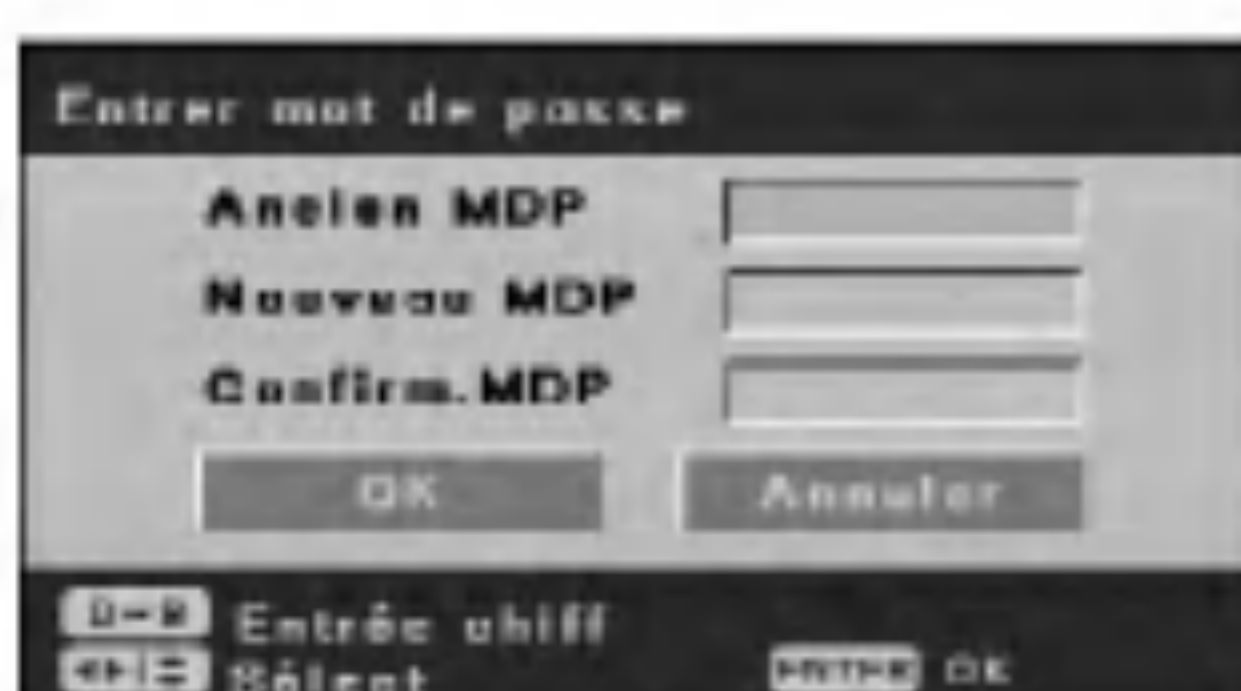 Entrer mot de passe
Ancien MDP
Nouveau MDP
Confirm.MDP
OK Annuler
0-9 Entrée chiff
Sélect ENTER OK